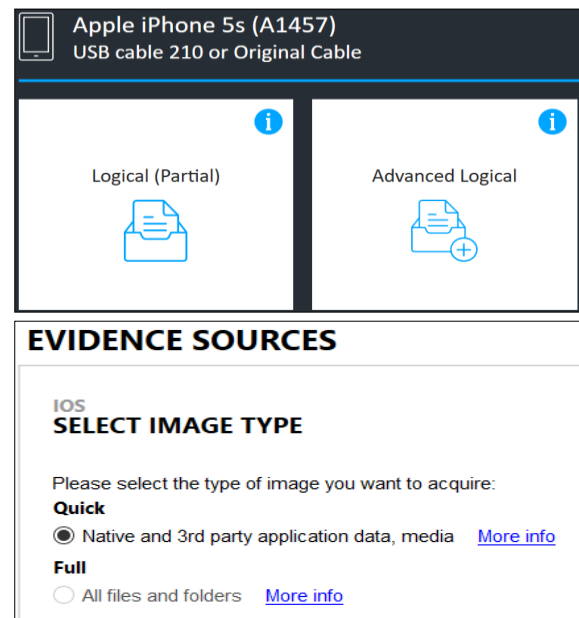 Apple iPhone 5s (A1457)
USB cable 210 or Original Cable
i
i
Logical (Partial)
Advanced Logical
EVIDENCE SOURCES
IOS
SELECT IMAGE TYPE
Please select the type of image you want to acquire:
Quick
Native and 3rd party application data, media More info
Full
All files and folders More info